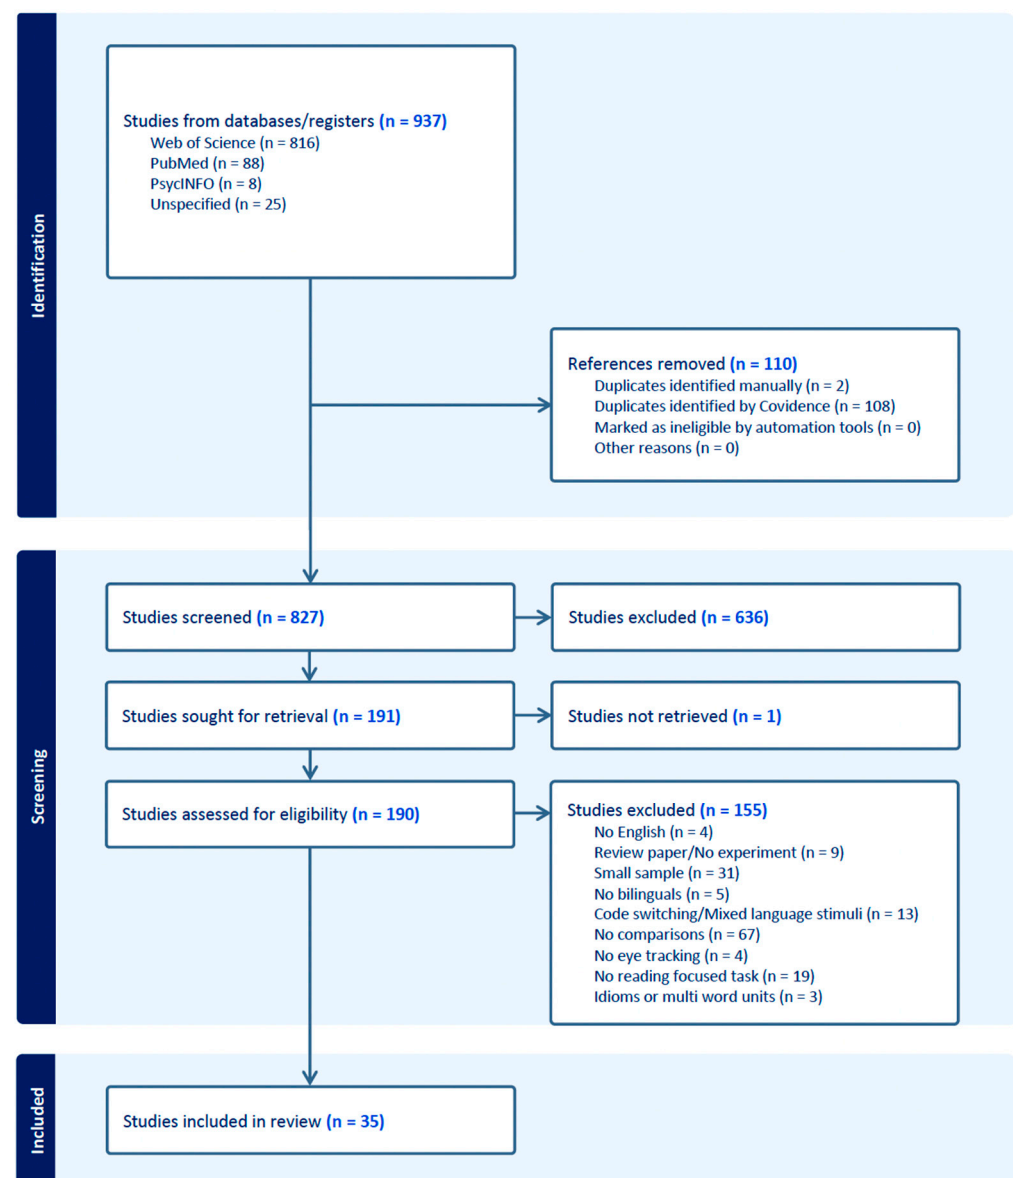 Identification
Studies from databases/registers (n = 937)
Web of Science (n = 816)
PubMed (n = 88)
PsycINFO (n = 8)
Unspecified (n = 25)
References removed (n = 110)
Duplicates identified manually (n = 2)
Duplicates identified by Covidence (n = 108)
Marked as ineligible by automation tools (n = 0)
Other reasons (n = 0)
Screening
Studies screened (n = 827)
Studies excluded (n = 636)
Studies sought for retrieval (n = 191)
Studies not retrieved (n = 1)
Studies assessed for eligibility (n = 190)
Studies excluded (n = 155)
No English (n = 4)
Review paper/No experiment (n = 9)
Small sample (n = 31)
No bilinguals (n = 5)
Code switching/Mixed language stimuli (n = 13)
No comparisons (n = 67)
No eye tracking (n = 4)
No reading focused task (n = 19)
Idioms or multi word units (n = 3)
Included
Studies included in review (n = 35)